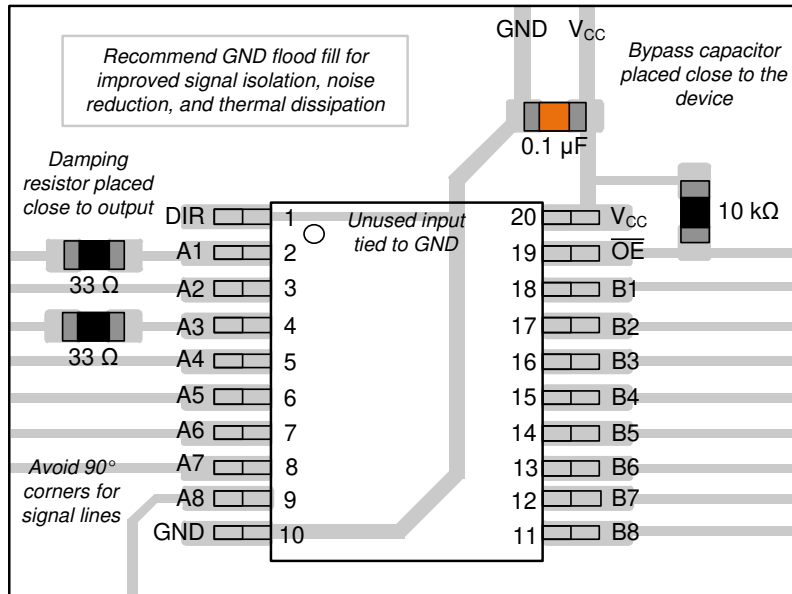 GND VCC
Recommend GND flood fill for
improved signal isolation, noise
reduction, and thermal dissipation
Bypass capacitor
placed close to the
device
0.1 µF
Damping
resistor placed
close to output
10 kΩ
Unused input
tied to GND
DIR 1
A1 2
33 Ω
A2 3
A3 4
33 Ω
A4 5
A5 6
A6 7
A7 8
A8 9
GND 10
20 VCC
19 OE
18 B1
17 B2
16 B3
15 B4
14 B5
13 B6
12 B7
11 B8
Avoid 90°
corners for
signal lines